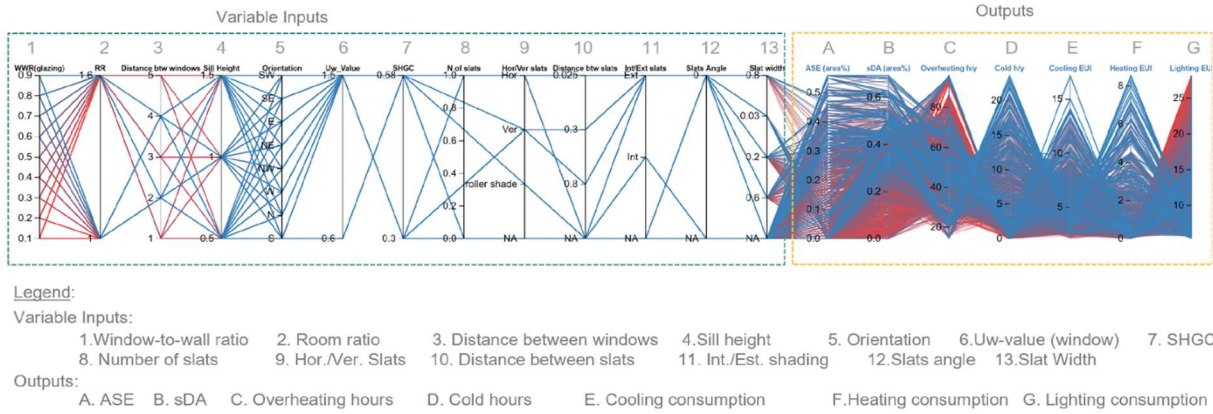 Variable Inputs
Outputs
1 2 3 4 5 6 7 8 9 10 11 12 13 A B C D E F G
WWR(glazing) RR Distance btw windows Sill Height Orientation Uw_Value SHGC N.of slats Hor/Ver slats Distance btw slats Int/Ext slats Slats Angle Slat width ASE (area%) sDA (area%) Overheating h/y Cold h/y Cooling EUI Heating EUI Lighting EU
0.9
0.8
0.7
0.6
0.5
0.4
0.3
0.2
0.1
1.6
1
5
4
3
2
1
1.5
1
0.5
SW
SE
E
NE
NW
N
S
1.5
0.6
0.58
0.3
1.0
0.8
0.6
0.4
0.2
0.0
Hor
Ver
roller shade
NA
0.025
0.3
0.8
NA
Ext
Int
NA
0
NA
0.8
0.03
0.2
0.6
NA
0.5
0.4
0.3
0.2
0.1
0.0
0.6
0.4
0.2
0.0
80
60
40
20
20
15
10
5
0
15
10
5
8
6
4
2
0
25
20
15
10
Legend:
Variable Inputs:
1.Window-to-wall ratio 2. Room ratio 3. Distance between windows 4.Sill height 5. Orientation 6.Uw-value (window) 7. SHGC
8. Number of slats 9. Hor./Ver. Slats 10. Distance between slats 11. Int./Est. shading 12.Slats angle 13.Slat Width
Outputs:
A. ASE B. sDA C. Overheating hours D. Cold hours E. Cooling consumption F.Heating consumption G. Lighting consumption